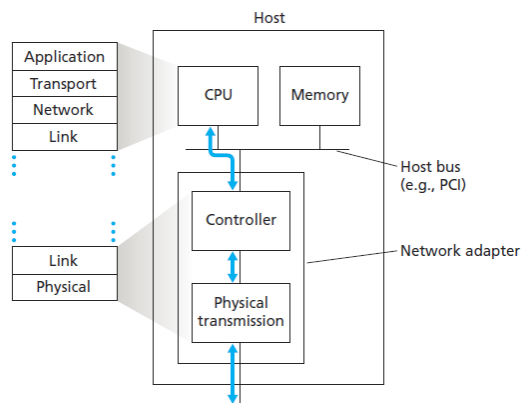 Host
Application
Transport
Network
Link
CPU
Memory
Host bus
(e.g., PCI)
Controller
Network adapter
Link
Physical
Physical
transmission